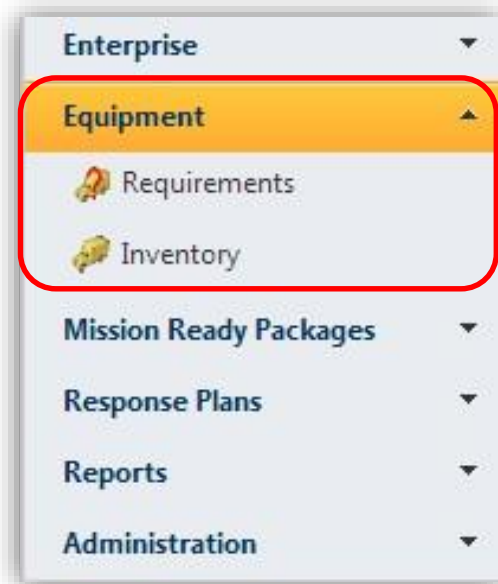 Enterprise
Equipment
Requirements
Inventory
Mission Ready Packages
Response Plans
Reports
Administration